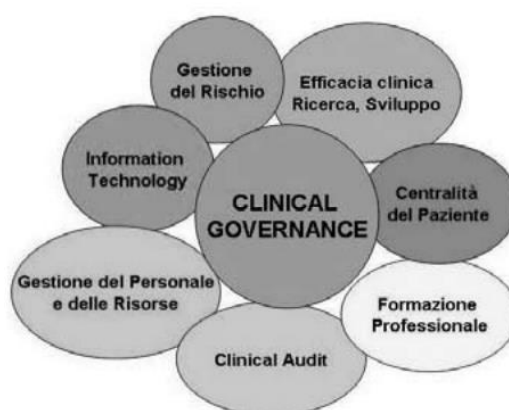 Gestione
del Rischio
Efficacia clinica
Ricerca, Sviluppo
Information
Technology
CLINICAL
GOVERNANCE
Centralità
del Paziente
Gestione del Personale
e delle Risorse
Formazione
Professionale
Clinical Audit